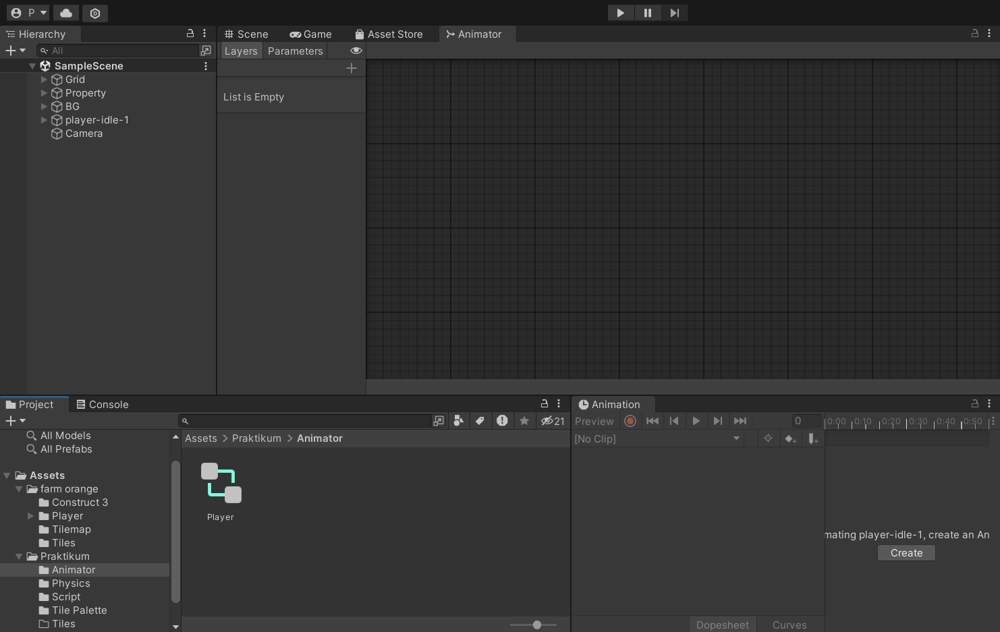 P
Hierarchy
All
SampleScene
Grid
Property
BG
player-idle-1
Camera
Scene
Game
Asset Store
Animator
Layers
Parameters
List is Empty
Project
Console
21
All Models
All Prefabs
Assets
farm orange
Construct 3
Player
Tilemap
Tiles
Praktikum
Animator
Physics
Script
Tile Palette
Tiles
Assets > Praktikum > Animator
Player
Animation
Preview
0
0:00
0:10
0:20
0:30
0:40
0:50
[No Clip]
mating player-idle-1, create an An
Create
Dopesheet
Curves